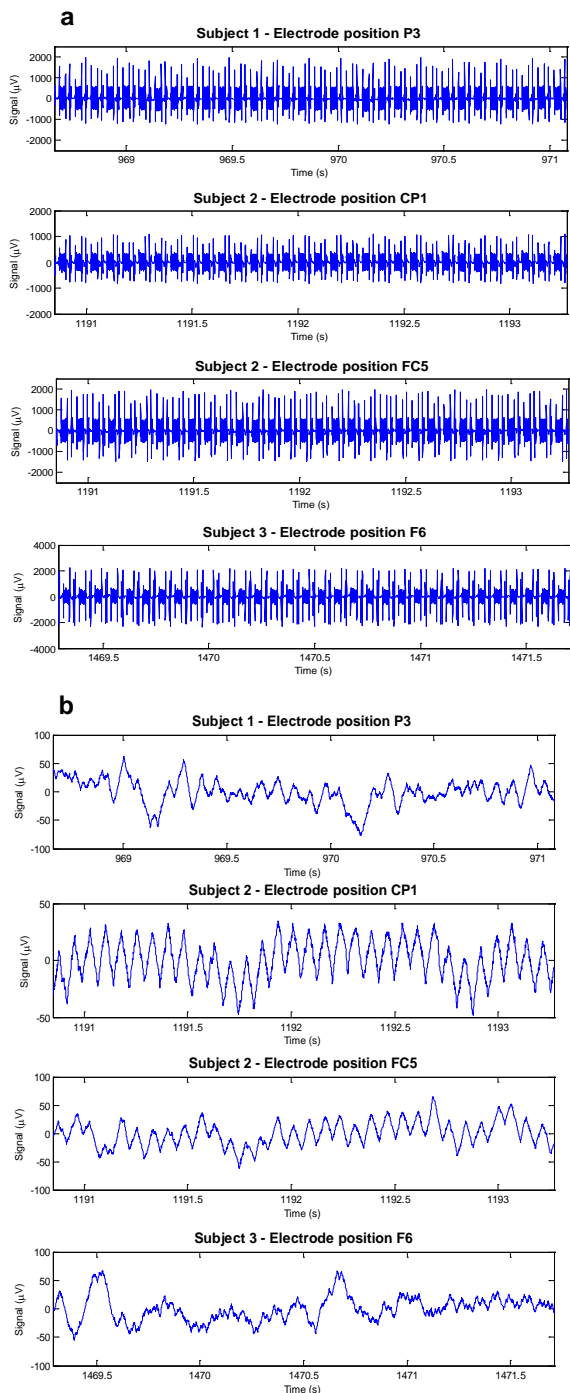 a
Subject 1 - Electrode position P3
2000
1000
0
-1000
-2000
Signal (µV)
969 969.5 970 970.5 971
Time (s)
Subject 2 - Electrode position CP1
2000
1000
0
-1000
-2000
Signal (µV)
1191 1191.5 1192 1192.5 1193
Time (s)
Subject 2 - Electrode position FC5
2000
1000
0
-1000
-2000
Signal (µV)
1191 1191.5 1192 1192.5 1193
Time (s)
Subject 3 - Electrode position F6
4000
2000
0
-2000
-4000
Signal (µV)
1469.5 1470 1470.5 1471 1471.5
Time (s)
b
Subject 1 - Electrode position P3
100
50
0
-50
-100
Signal (µV)
969 969.5 970 970.5 971
Time (s)
Subject 2 - Electrode position CP1
50
0
-50
Signal (µV)
1191 1191.5 1192 1192.5 1193
Time (s)
Subject 2 - Electrode position FC5
100
50
0
-50
-100
Signal (µV)
1191 1191.5 1192 1192.5 1193
Time (s)
Subject 3 - Electrode position F6
100
50
0
-50
-100
Signal (µV)
1469.5 1470 1470.5 1471 1471.5
Time (s)